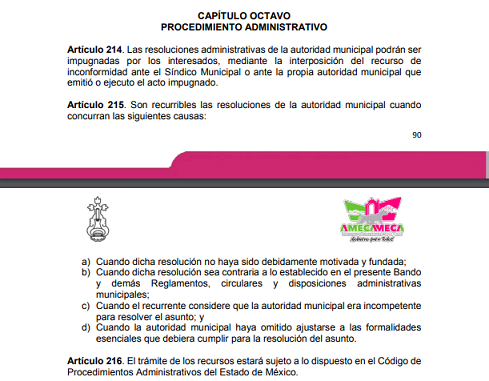 CAPÍTULO OCTAVO
PROCEDIMIENTO ADMINISTRATIVO
Artículo 214. Las resoluciones administrativas de la autoridad municipal podrán ser
impugnadas por los interesados, mediante la interposición del recurso de
inconformidad ante el Síndico Municipal o ante la propia autoridad municipal que
emitió o ejecuto el acto impugnado.
Artículo 215. Son recurribles las resoluciones de la autoridad municipal cuando
concurran las siguientes causas:
90
AMECAMECA
¡Gobierno para Todos!
a) Cuando dicha resolución no haya sido debidamente motivada y fundada;
b) Cuando dicha resolución sea contraria a lo establecido en el presente Bando
y demás Reglamentos, circulares y disposiciones administrativas
municipales;
c) Cuando el recurrente considere que la autoridad municipal era incompetente
para resolver el asunto; y
d) Cuando la autoridad municipal haya omitido ajustarse a las formalidades
esenciales que debiera cumplir para la resolución del asunto.
Artículo 216. El trámite de los recursos estará sujeto a lo dispuesto en el Código de
Procedimientos Administrativos del Estado de México.